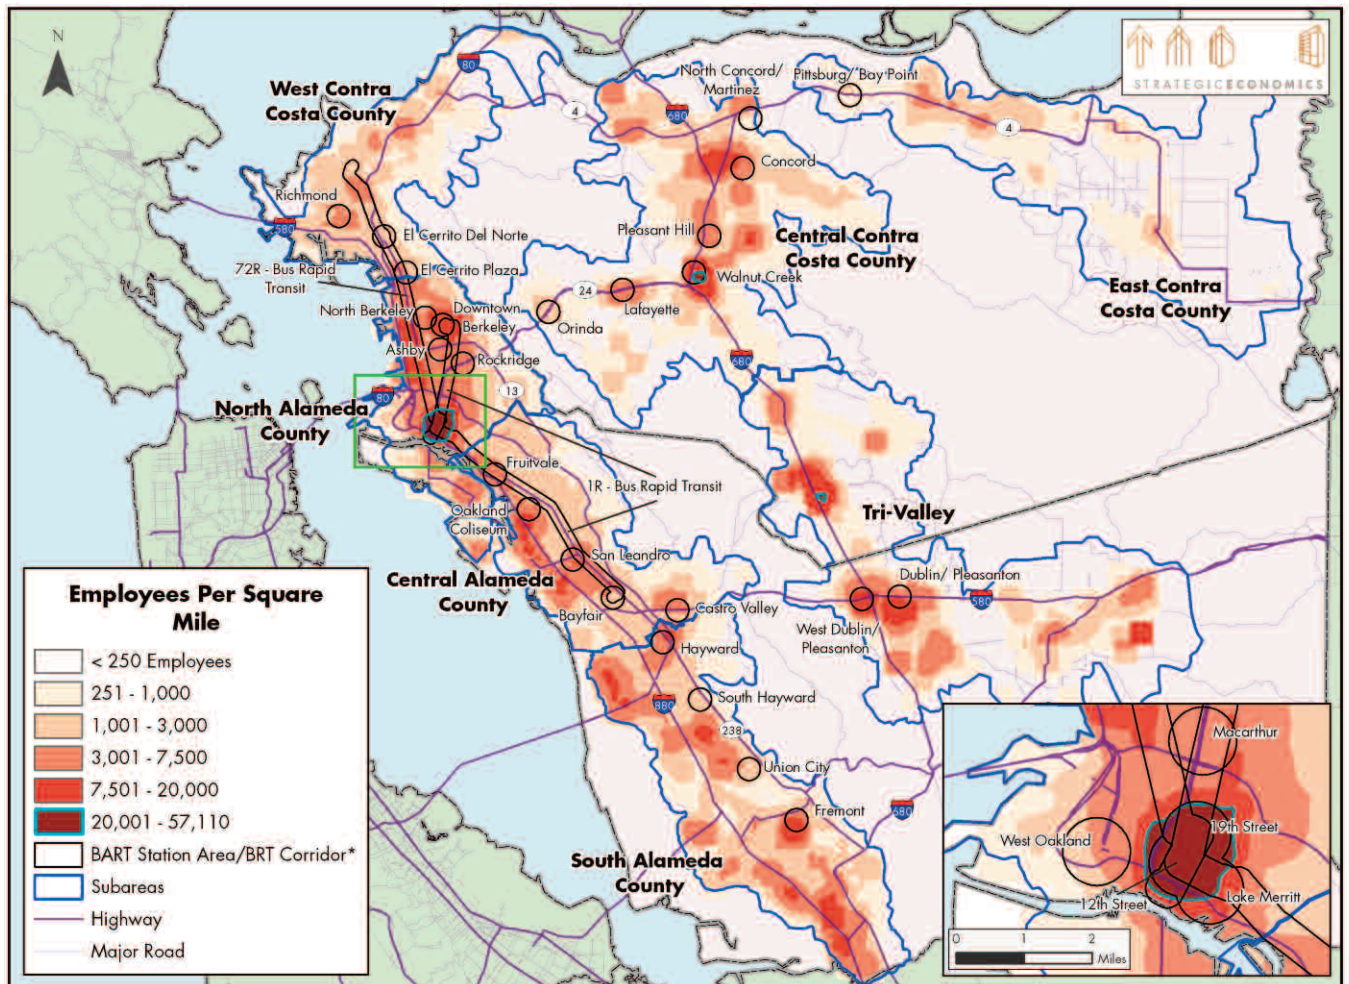 N
STRATEGICECONOMICS
80
West Contra
Costa County
North Concord/
Martinez
Pittsburg/ Bay Point
680
4
4
Concord
Richmond
580
El Cerrito Del Norte
Pleasant Hill
Central Contra
Costa County
72R - Bus Rapid
Transit
El Cerrito Plaza
Walnut Creek
24
Lafayette
East Contra
Costa County
North Berkeley
Downtown
Berkeley
Orinda
Ashby
Rockridge
680
13
80
North Alameda
County
Fruitvale
1R - Bus Rapid Transit
Oakland
Coliseum
Tri-Valley
San Leandro
Central Alameda
County
Dublin/ Pleasanton
580
Bayfair
Castro Valley
West Dublin/
Pleasanton
Hayward
880
South Hayward
238
Union City
Fremont
680
South Alameda
County
Employees Per Square
Mile
< 250 Employees
251 - 1,000
1,001 - 3,000
3,001 - 7,500
7,501 - 20,000
20,001 - 57,110
BART Station Area/BRT Corridor*
Subareas
Highway
Major Road
Macarthur
19th Street
West Oakland
12th Street
Lake Merritt
0 1 2
Miles